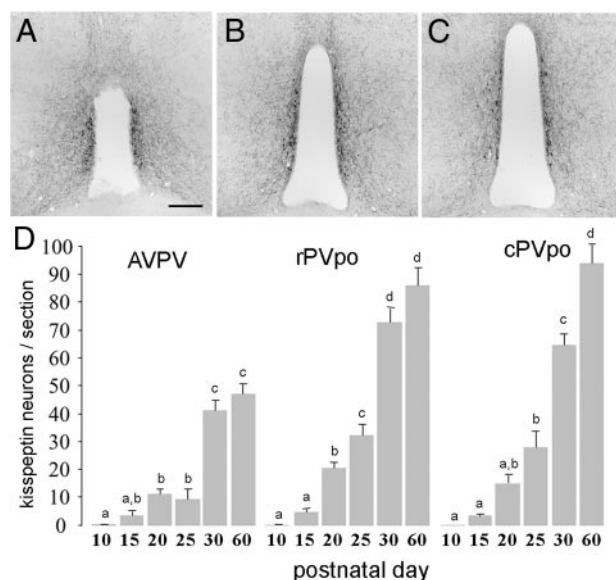 A B C
D
AVPV rPVpo cPVpo
kisspeptin neurons / section
100
90
80
70
60
50
40
30
20
10
0
a a,b b b c c
a a b c d d
a a a,b b c d
10 15 20 25 30 60 10 15 20 25 30 60 10 15 20 25 30 60
postnatal day